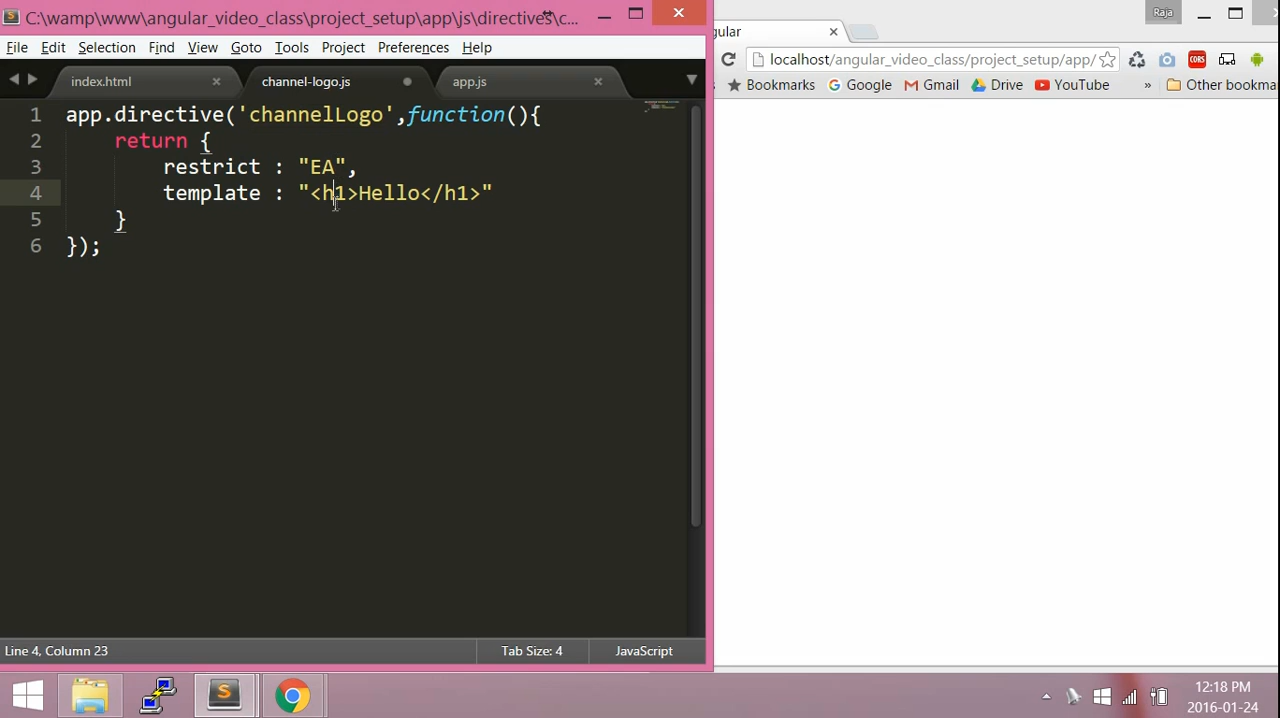 C:\wamp\www\angular_video_class\project_setup\app\js\directives\c...
Raja
File Edit Selection Find View Goto Tools Project Preferences Help
gular
localhost/angular_video_class/project_setup/app/
CORS
index.html channel-logo.js app.js
Bookmarks Google Gmail Drive YouTube » Other bookma
1 app.directive('channelLogo',function(){
2 return {
3 restrict : "EA",
4 template : "<h1>Hello</h1>"
5 }
6 });
Line 4, Column 23 Tab Size: 4 JavaScript
12:18 PM
2016-01-24